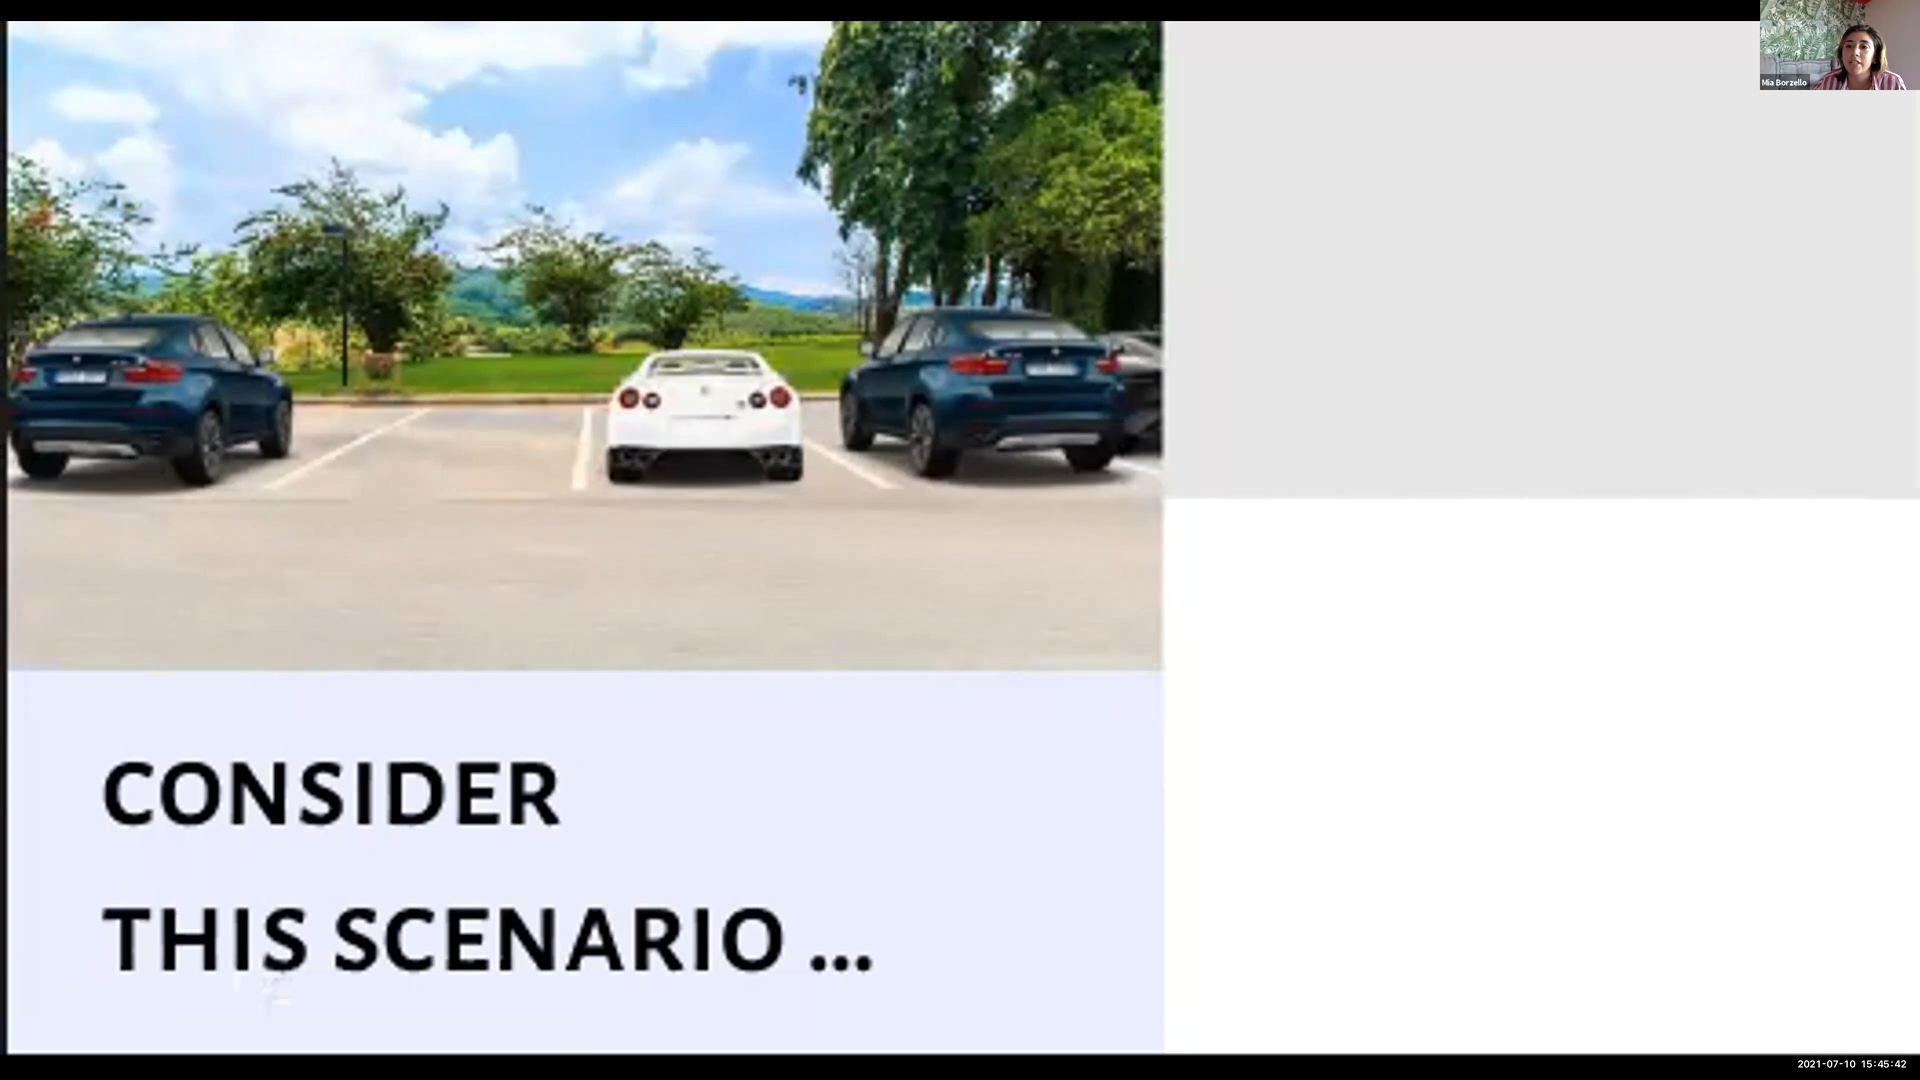 Mia Borzello
CONSIDER
THIS SCENARIO ...
2021-07-10 15:45:42